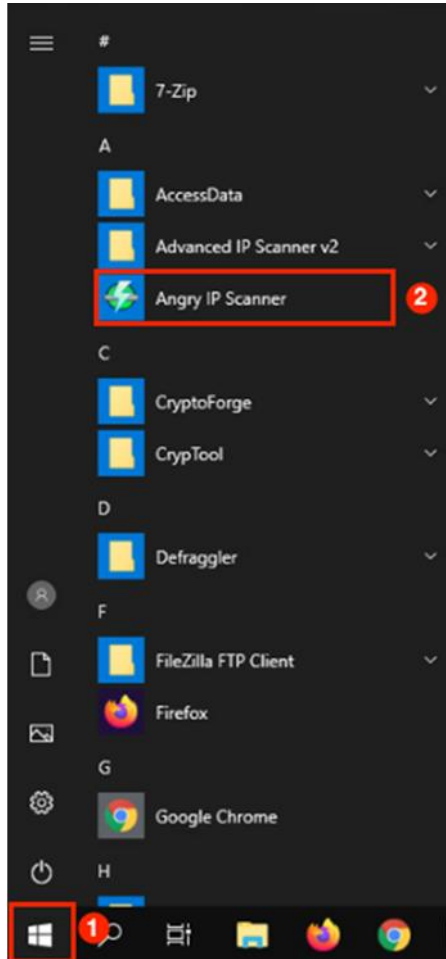 #
7-Zip
A
AccessData
Advanced IP Scanner v2
Angry IP Scanner
2
C
CryptoForge
CrypTool
D
Defraggler
F
FileZilla FTP Client
Firefox
G
Google Chrome
H
1